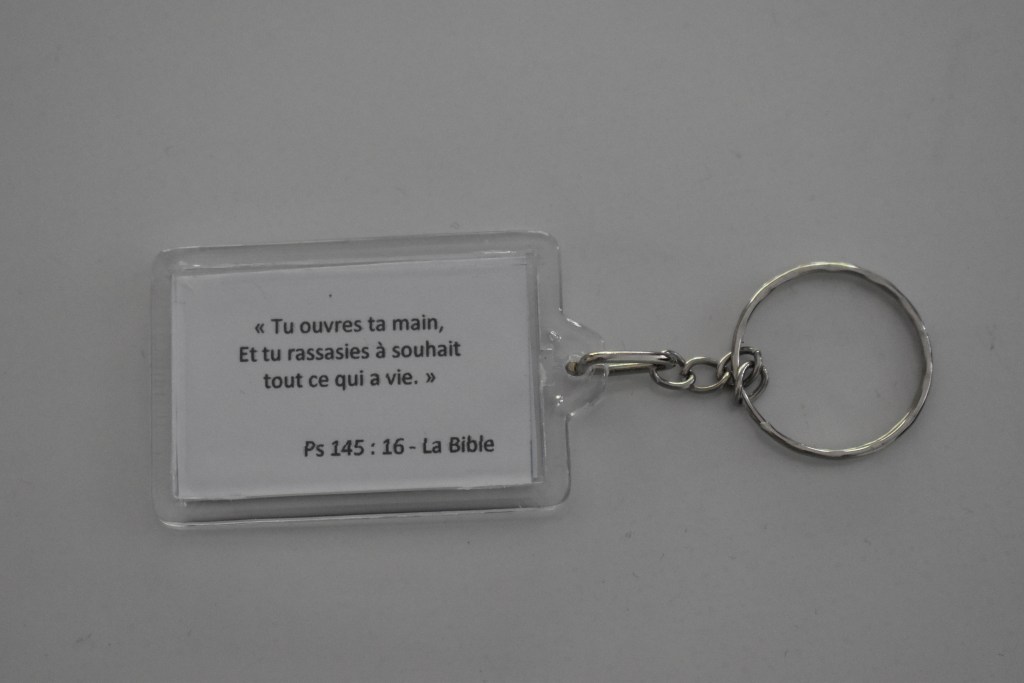 « Tu ouvres ta main,
Et tu rassasies à souhait
tout ce qui a vie. »
Ps 145 : 16 - La Bible